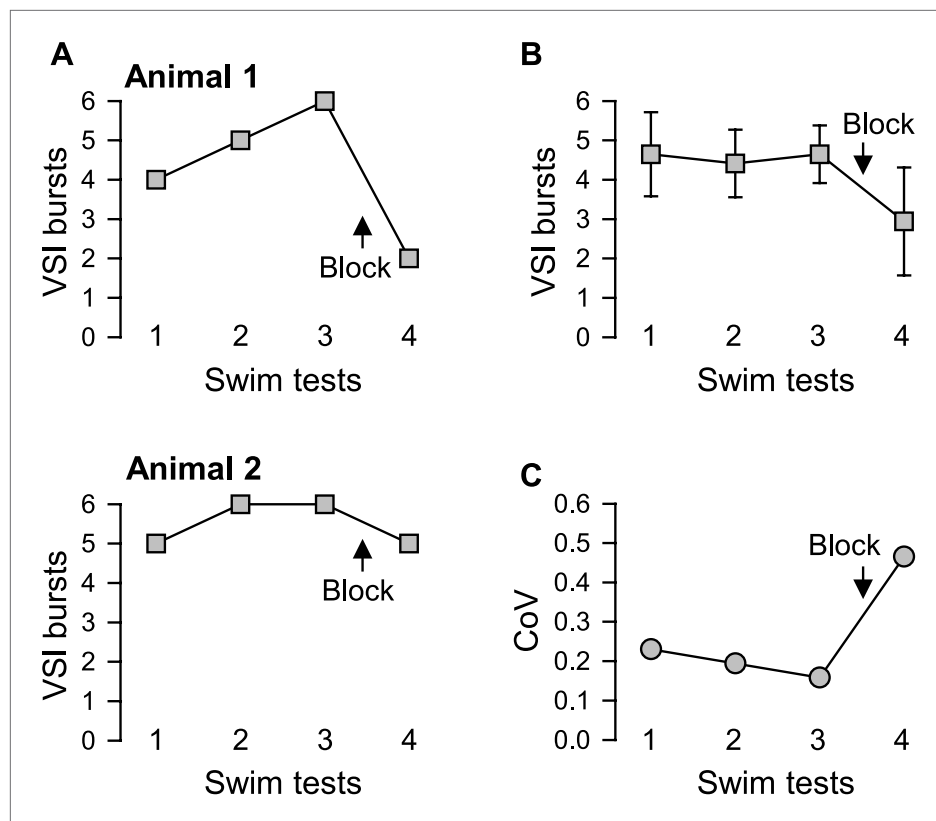 A
Animal 1
VSI bursts
6
5
4
3
2
1
0
Block
1 2 3 4
Swim tests
B
VSI bursts
6
5
4
3
2
1
0
Block
1 2 3 4
Swim tests
Animal 2
VSI bursts
6
5
4
3
2
1
0
Block
1 2 3 4
Swim tests
C
CoV
0.6
0.5
0.4
0.3
0.2
0.1
0.0
Block
1 2 3 4
Swim tests